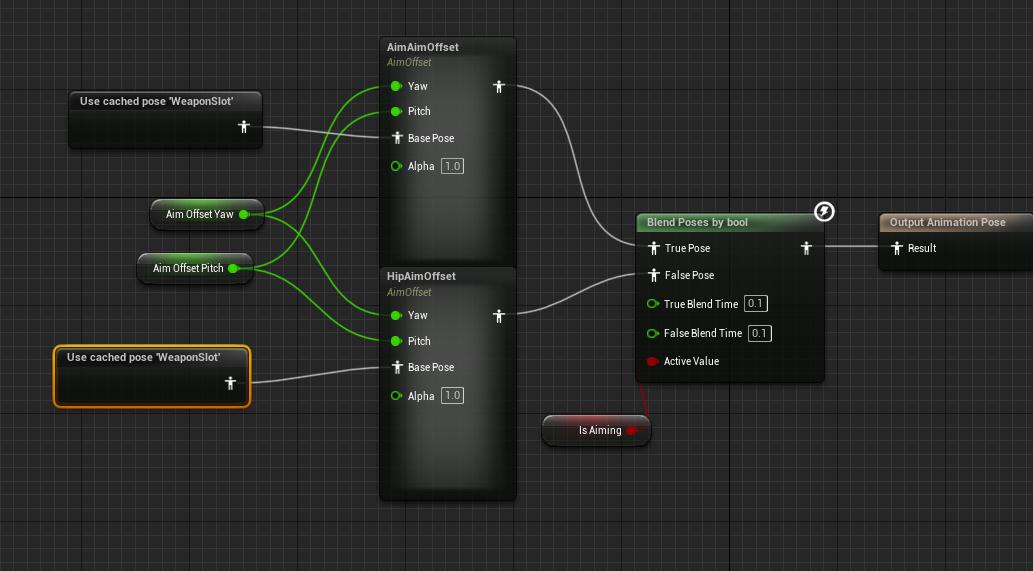 AimAimOffset
AimOffset
Yaw
Pitch
Base Pose
Alpha 1.0
Use cached pose 'WeaponSlot'
Aim Offset Yaw
Aim Offset Pitch
HipAimOffset
AimOffset
Yaw
Pitch
Base Pose
Alpha 1.0
Use cached pose 'WeaponSlot'
Blend Poses by bool
True Pose
False Pose
True Blend Time 0.1
False Blend Time 0.1
Active Value
Is Aiming
Output Animation Pose
Result